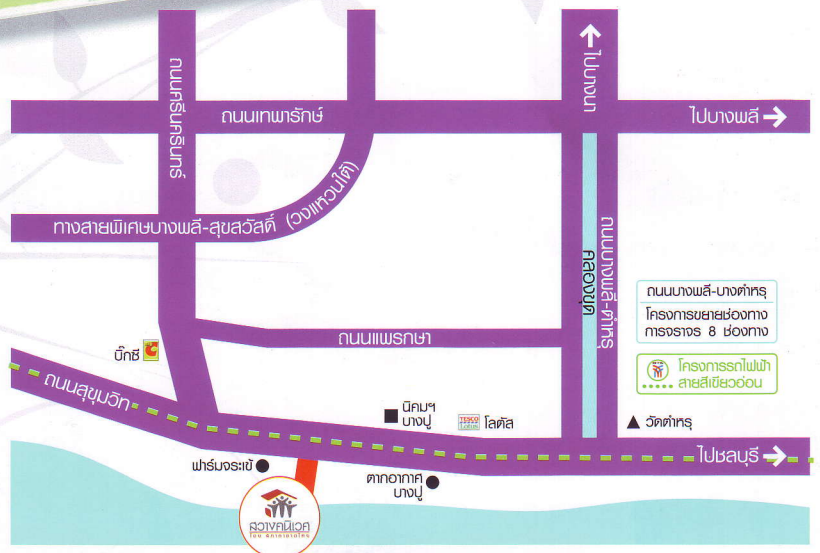 ไปบางนา
ถนนศรีนครินทร์
ถนนเทพารักษ์
ไปบางพลี
ทางสายพิเศษบางพลี-สุขสวัสดิ์ (วงแหวนใต้)
คลองขุด
ถนนบางพลี-ตำหรุ
ถนนบางพลี-บางตำหรุ
โครงการขยายช่องทาง
การจราจร 8 ช่องทาง
โครงการรถไฟฟ้า
สายสีเขียวอ่อน
ถนนแพรกษา
บิ๊กซี
ถนนสุขุมวิท
นิคมฯ
บางปู
TESCO
Lotus
โลตัส
วัดตำหรุ
ฟาร์มจระเข้
ตากอากาศ
บางปู
ไปชลบุรี
สวางคนิเวศ